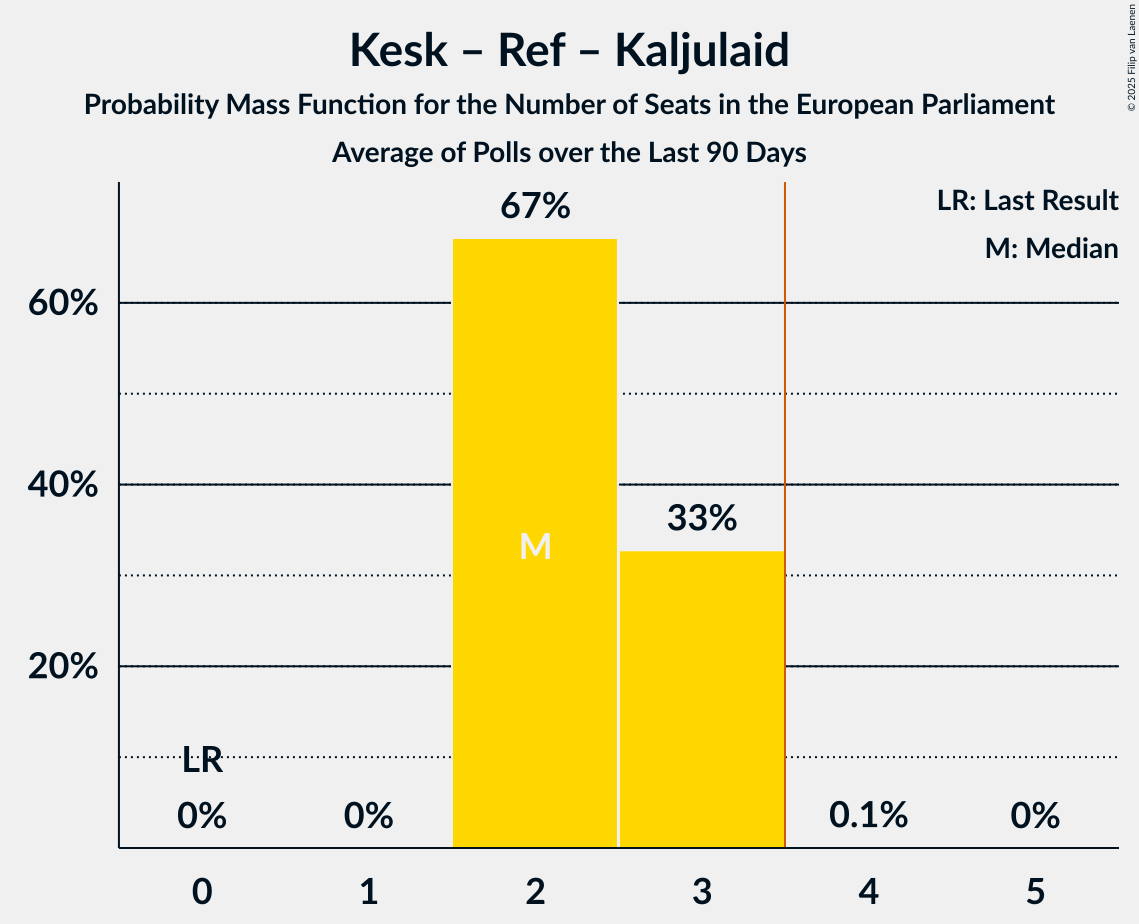 Kesk – Ref – Kaljulaid
Probability Mass Function for the Number of Seats in the European Parliament
Average of Polls over the Last 90 Days
© 2025 Filip van Laenen
LR: Last Result
M: Median
67%
60%
40%
33%
M
20%
LR
0%
0%
0.1%
0%
0
1
2
3
4
5